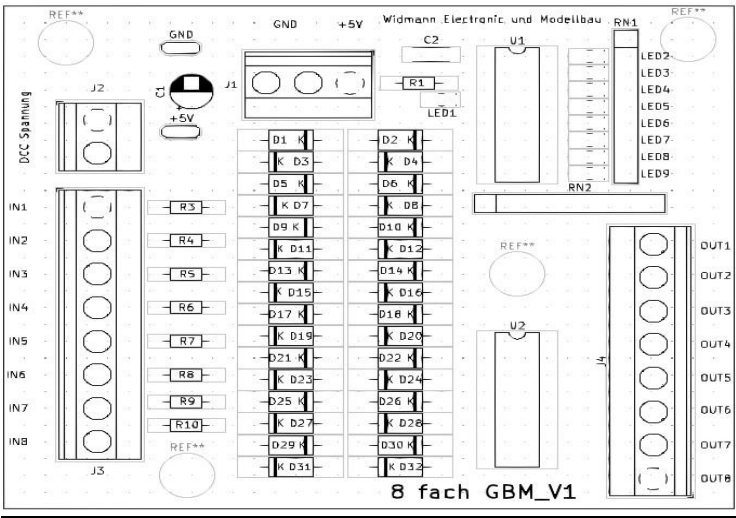 REF**
GND
GND +5V
Widmann Electronic und Modellbau
RN1
REF**
C2
U1
J2
C1
+
+5V
J1
R1
LED1
LED2
LED3
LED4
LED5
LED6
LED7
LED8
LED9
DCC Spannung
D1 K
D2 K
K D3
K D4
D5 K
D6 K
RN2
IN1
R3
K D7
K D8
IN2
R4
D9 K
D10 K
K D11
K D12
REF**
OUT1
IN3
R5
D13 K
D14 K
OUT2
K D15
K D16
IN4
R6
D17 K
D18 K
OUT3
IN5
R7
K D19
K D20
U2
OUT4
D21 K
D22 K
J4
IN6
R8
K D23
K D24
OUT5
IN7
R9
D25 K
D26 K
OUT6
R10
K D27
K D28
IN8
REF**
D29 K
D30 K
OUT7
J3
K D31
K D32
OUT8
8 fach GBM_V1